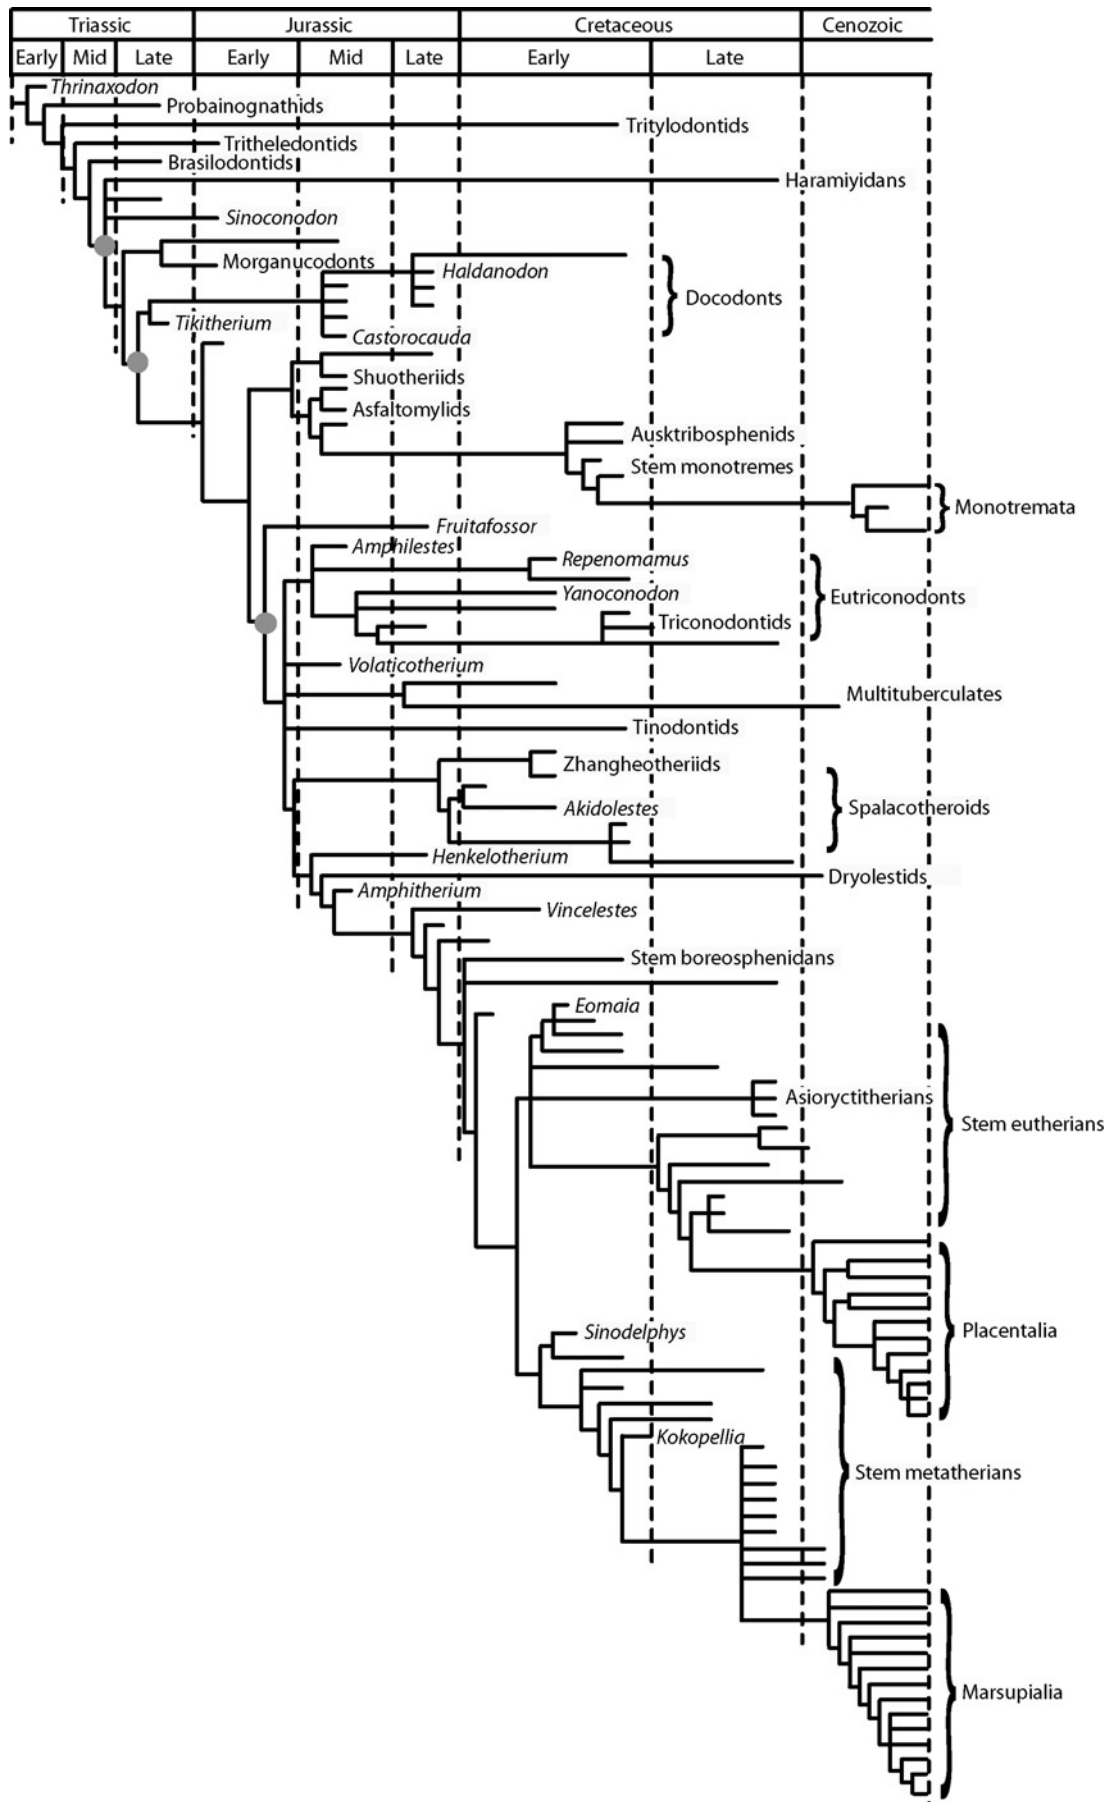 Triassic Jurassic Cretaceous Cenozoic
Early Mid Late Early Mid Late Early Late
Thrinaxodon
Probainognathids
Tritylodontids
Tritheledontids
Brasilodontids
Haramiyidans
Sinoconodon
Morganucodonts
Haldanodon
Docodonts
Tikitherium
Castorocauda
Shuotheriids
Asfaltomylids
Ausktribosphenids
Stem monotremes
Monotremata
Fruitafossor
Amphilestes
Repenomamus
Yanoconodon
Eutriconodonts
Triconodontids
Volaticotherium
Multituberculates
Tinodontids
Zhangheotheriids
Akidolestes
Spalacotheroids
Henkelotherium
Dryolestids
Amphitherium
Vincelestes
Stem boreosphenidans
Eomaia
Asioryctitherians
Stem eutherians
Placentalia
Sinodelphys
Kokopellia
Stem metatherians
Marsupialia